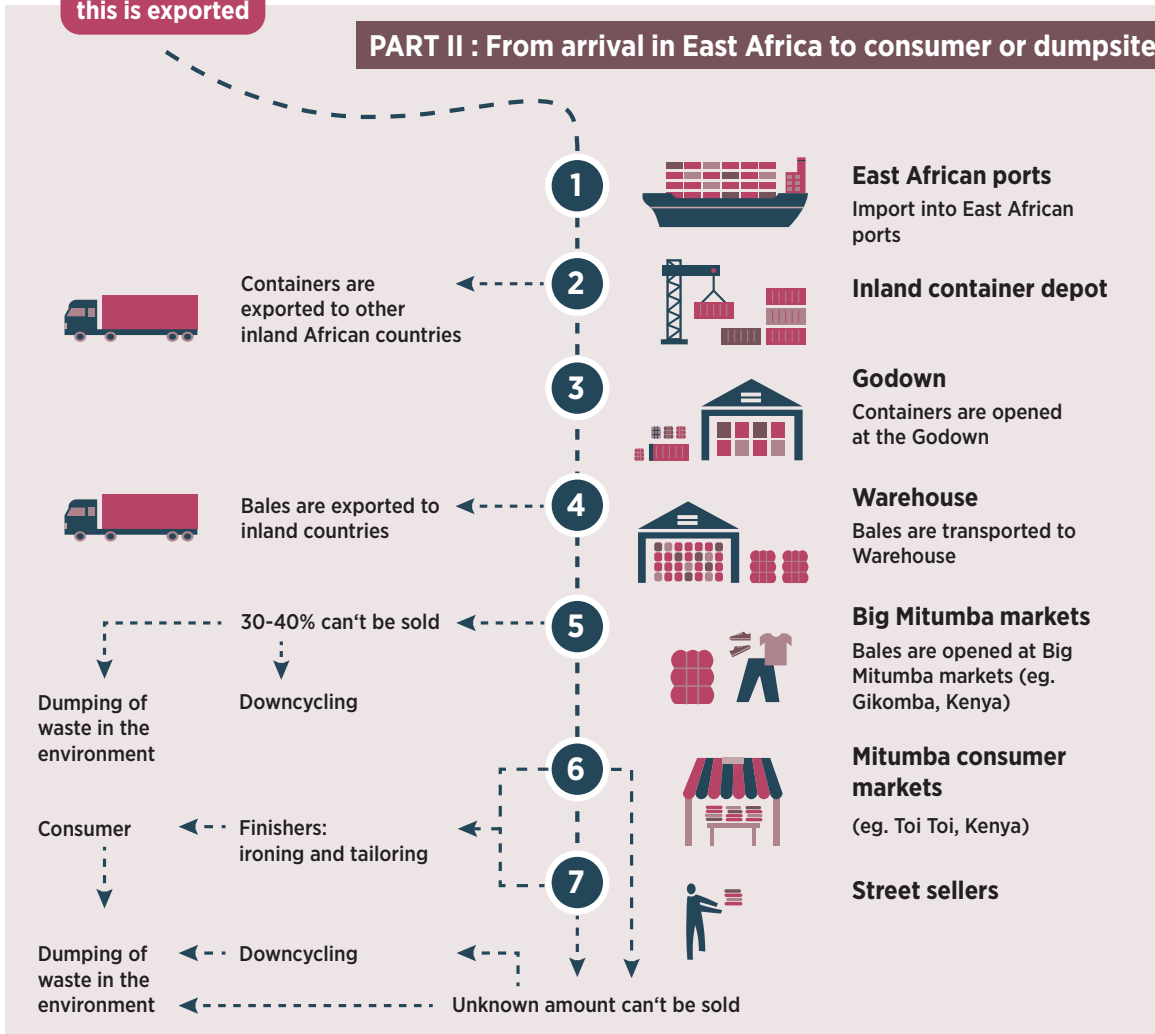 this is exported
PART II : From arrival in East Africa to consumer or dumpsite
1
East African ports
Import into East African
ports
2
Containers are
exported to other
inland African countries
Inland container depot
3
Godown
Containers are opened
at the Godown
4
Bales are exported to
inland countries
Warehouse
Bales are transported to
Warehouse
5
30-40% can‘t be sold
Dumping of
waste in the
environment
Downcycling
Big Mitumba markets
Bales are opened at Big
Mitumba markets (eg.
Gikomba, Kenya)
6
Mitumba consumer
markets
(eg. Toi Toi, Kenya)
Consumer
Finishers:
ironing and tailoring
7
Street sellers
Dumping of
waste in the
environment
Downcycling
Unknown amount can‘t be sold